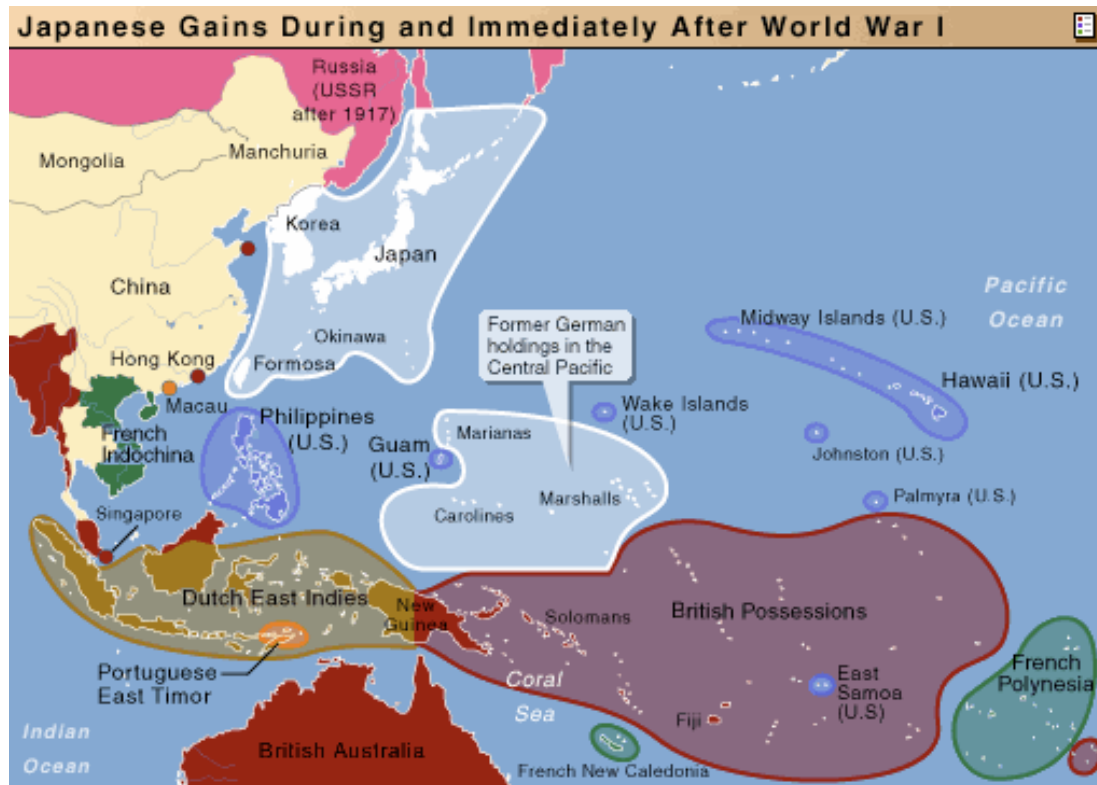 Japanese Gains During and Immediately After World War I
Russia
(USSR
after 1917)
Mongolia
Manchuria
Korea
Japan
China
Pacific
Ocean
Okinawa
Former German
holdings in the
Central Pacific
Midway Islands (U.S.)
Hong Kong
Formosa
Hawaii (U.S.)
Macau
Philippines
(U.S.)
Wake Islands
(U.S.)
French
Indochina
Marianas
Guam
(U.S.)
Johnston (U.S.)
Marshalls
Palmyra (U.S.)
Singapore
Carolines
Dutch East Indies
New
Guinea
Solomans
British Possessions
Portuguese
East Timor
Coral
Sea
East
Samoa
(U.S)
French
Polynesia
Fiji
Indian
Ocean
British Australia
French New Caledonia